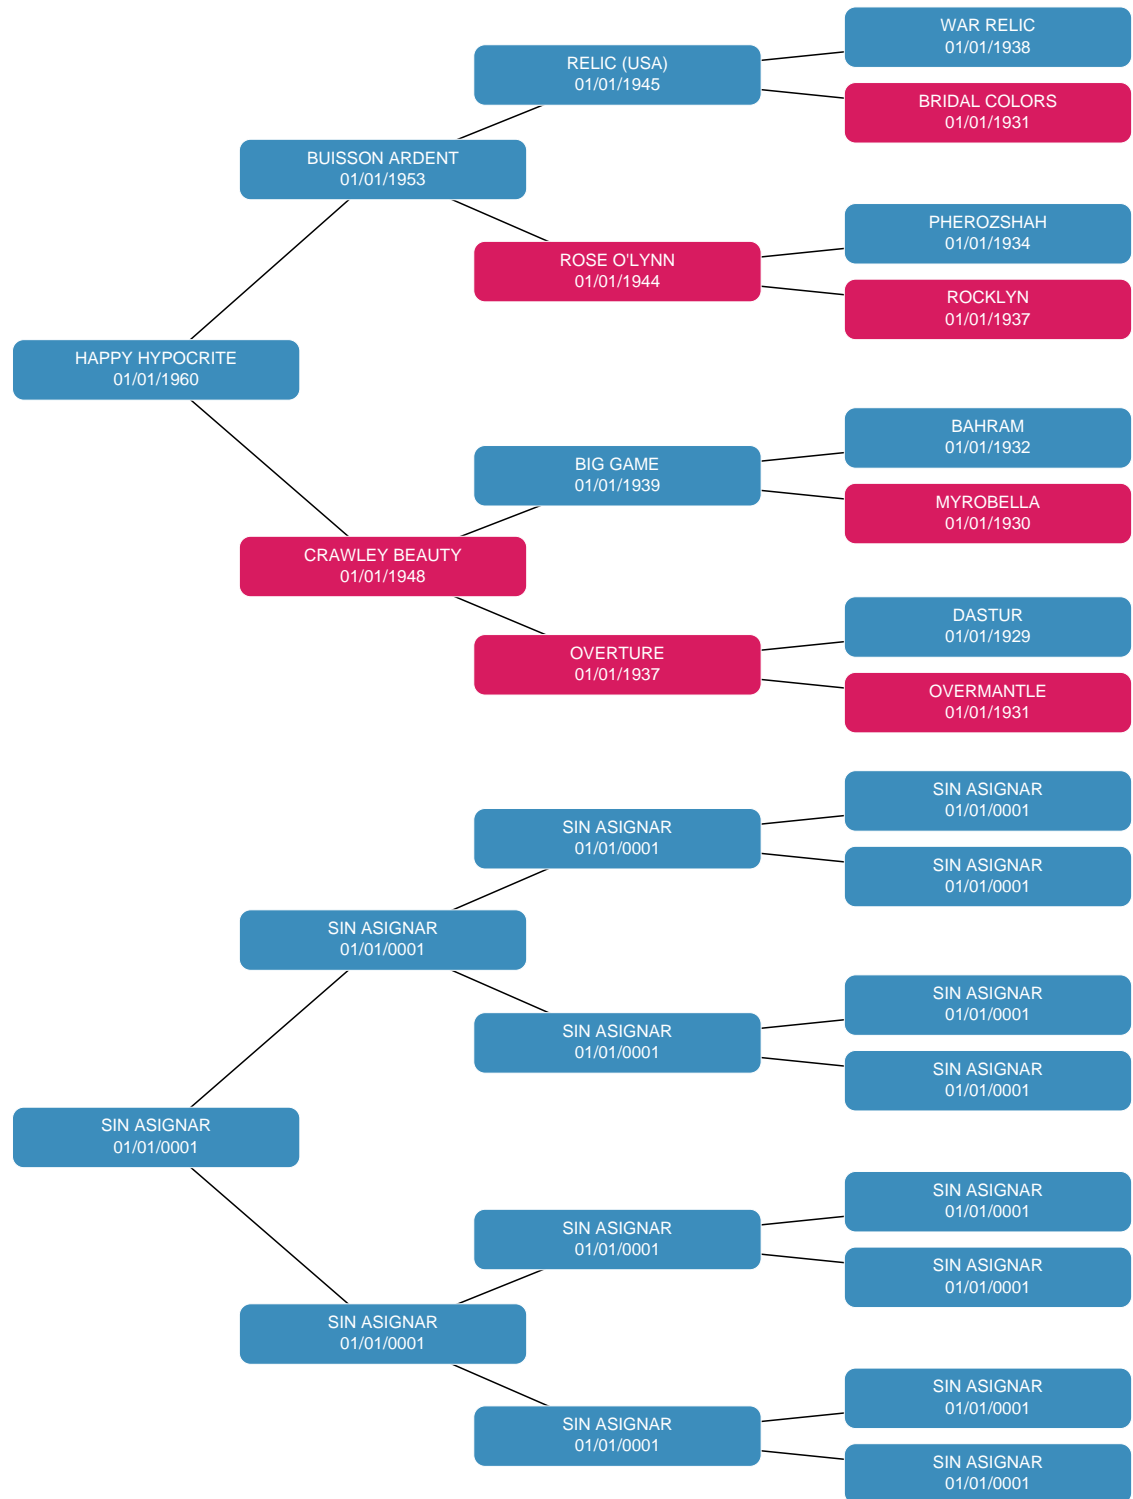 WAR RELIC
01/01/1938
RELIC (USA)
01/01/1945
BRIDAL COLORS
01/01/1931
BUISSON ARDENT
01/01/1953
PHEROZSHAH
01/01/1934
ROSE O'LYNN
01/01/1944
ROCKLYN
01/01/1937
HAPPY HYPOCRITE
01/01/1960
BAHRAM
01/01/1932
BIG GAME
01/01/1939
MYROBELLA
01/01/1930
CRAWLEY BEAUTY
01/01/1948
DASTUR
01/01/1929
OVERTURE
01/01/1937
OVERMANTLE
01/01/1931
SIN ASIGNAR
01/01/0001
SIN ASIGNAR
01/01/0001
SIN ASIGNAR
01/01/0001
SIN ASIGNAR
01/01/0001
SIN ASIGNAR
01/01/0001
SIN ASIGNAR
01/01/0001
SIN ASIGNAR
01/01/0001
SIN ASIGNAR
01/01/0001
SIN ASIGNAR
01/01/0001
SIN ASIGNAR
01/01/0001
SIN ASIGNAR
01/01/0001
SIN ASIGNAR
01/01/0001
SIN ASIGNAR
01/01/0001
SIN ASIGNAR
01/01/0001
SIN ASIGNAR
01/01/0001